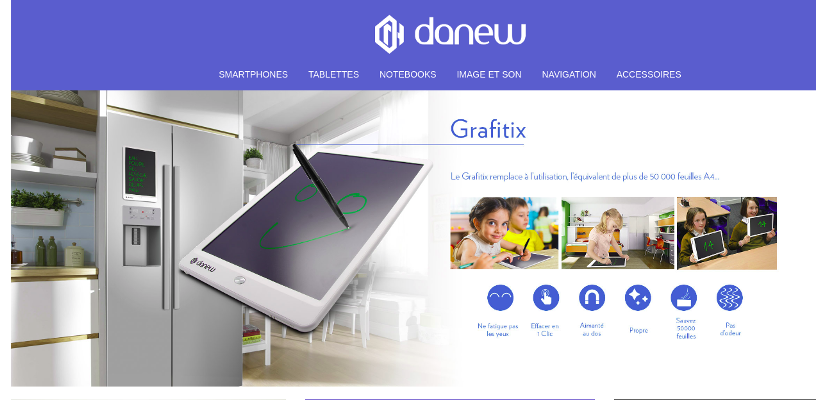 danew
SMARTPHONES TABLETTES NOTEBOOKS IMAGE ET SON NAVIGATION ACCESSOIRES
Grafitix
Le Grafitix remplace à l'utilisation, l'équivalent de plus de 50 000 feuilles A4...
danew
Ne fatique pas
les yeux
Effacer en
1 Clic
Aimanté
au dos
Propre
Sauvez
50000
feuilles
Pas
d'odeur